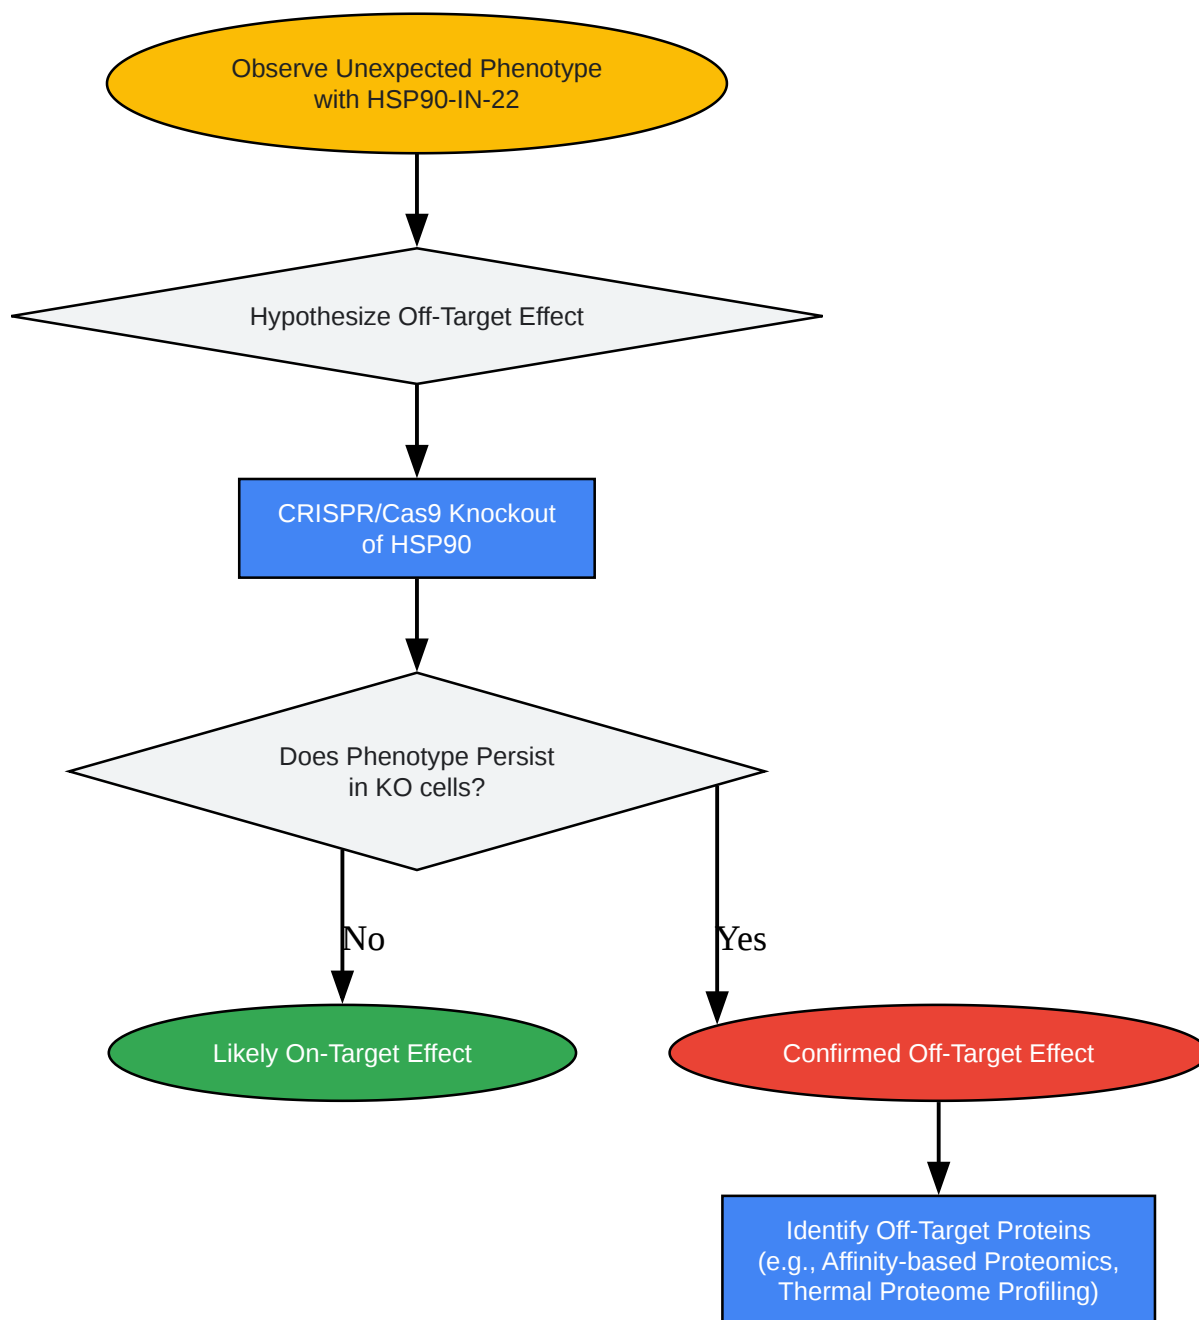 Observe Unexpected Phenotype
with HSP90-IN-22
Hypothesize Off-Target Effect
CRISPR/Cas9 Knockout
of HSP90
Does Phenotype Persist
in KO cells?
No
Yes
Likely On-Target Effect
Confirmed Off-Target Effect
Identify Off-Target Proteins
(e.g., Affinity-based Proteomics,
Thermal Proteome Profiling)